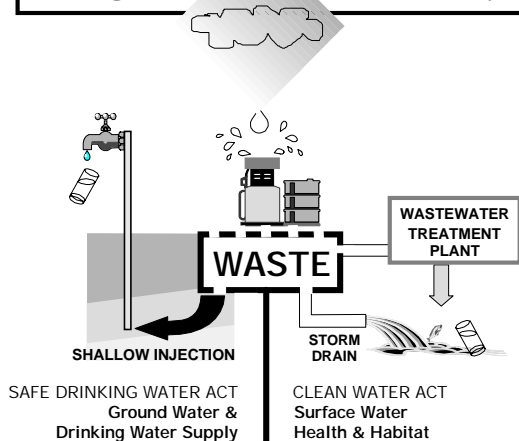 WASTEWATER
TREATMENT
PLANT
WASTE
SHALLOW INJECTION
STORM
DRAIN
SAFE DRINKING WATER ACT
Ground Water &
Drinking Water Supply
CLEAN WATER ACT
Surface Water
Health & Habitat